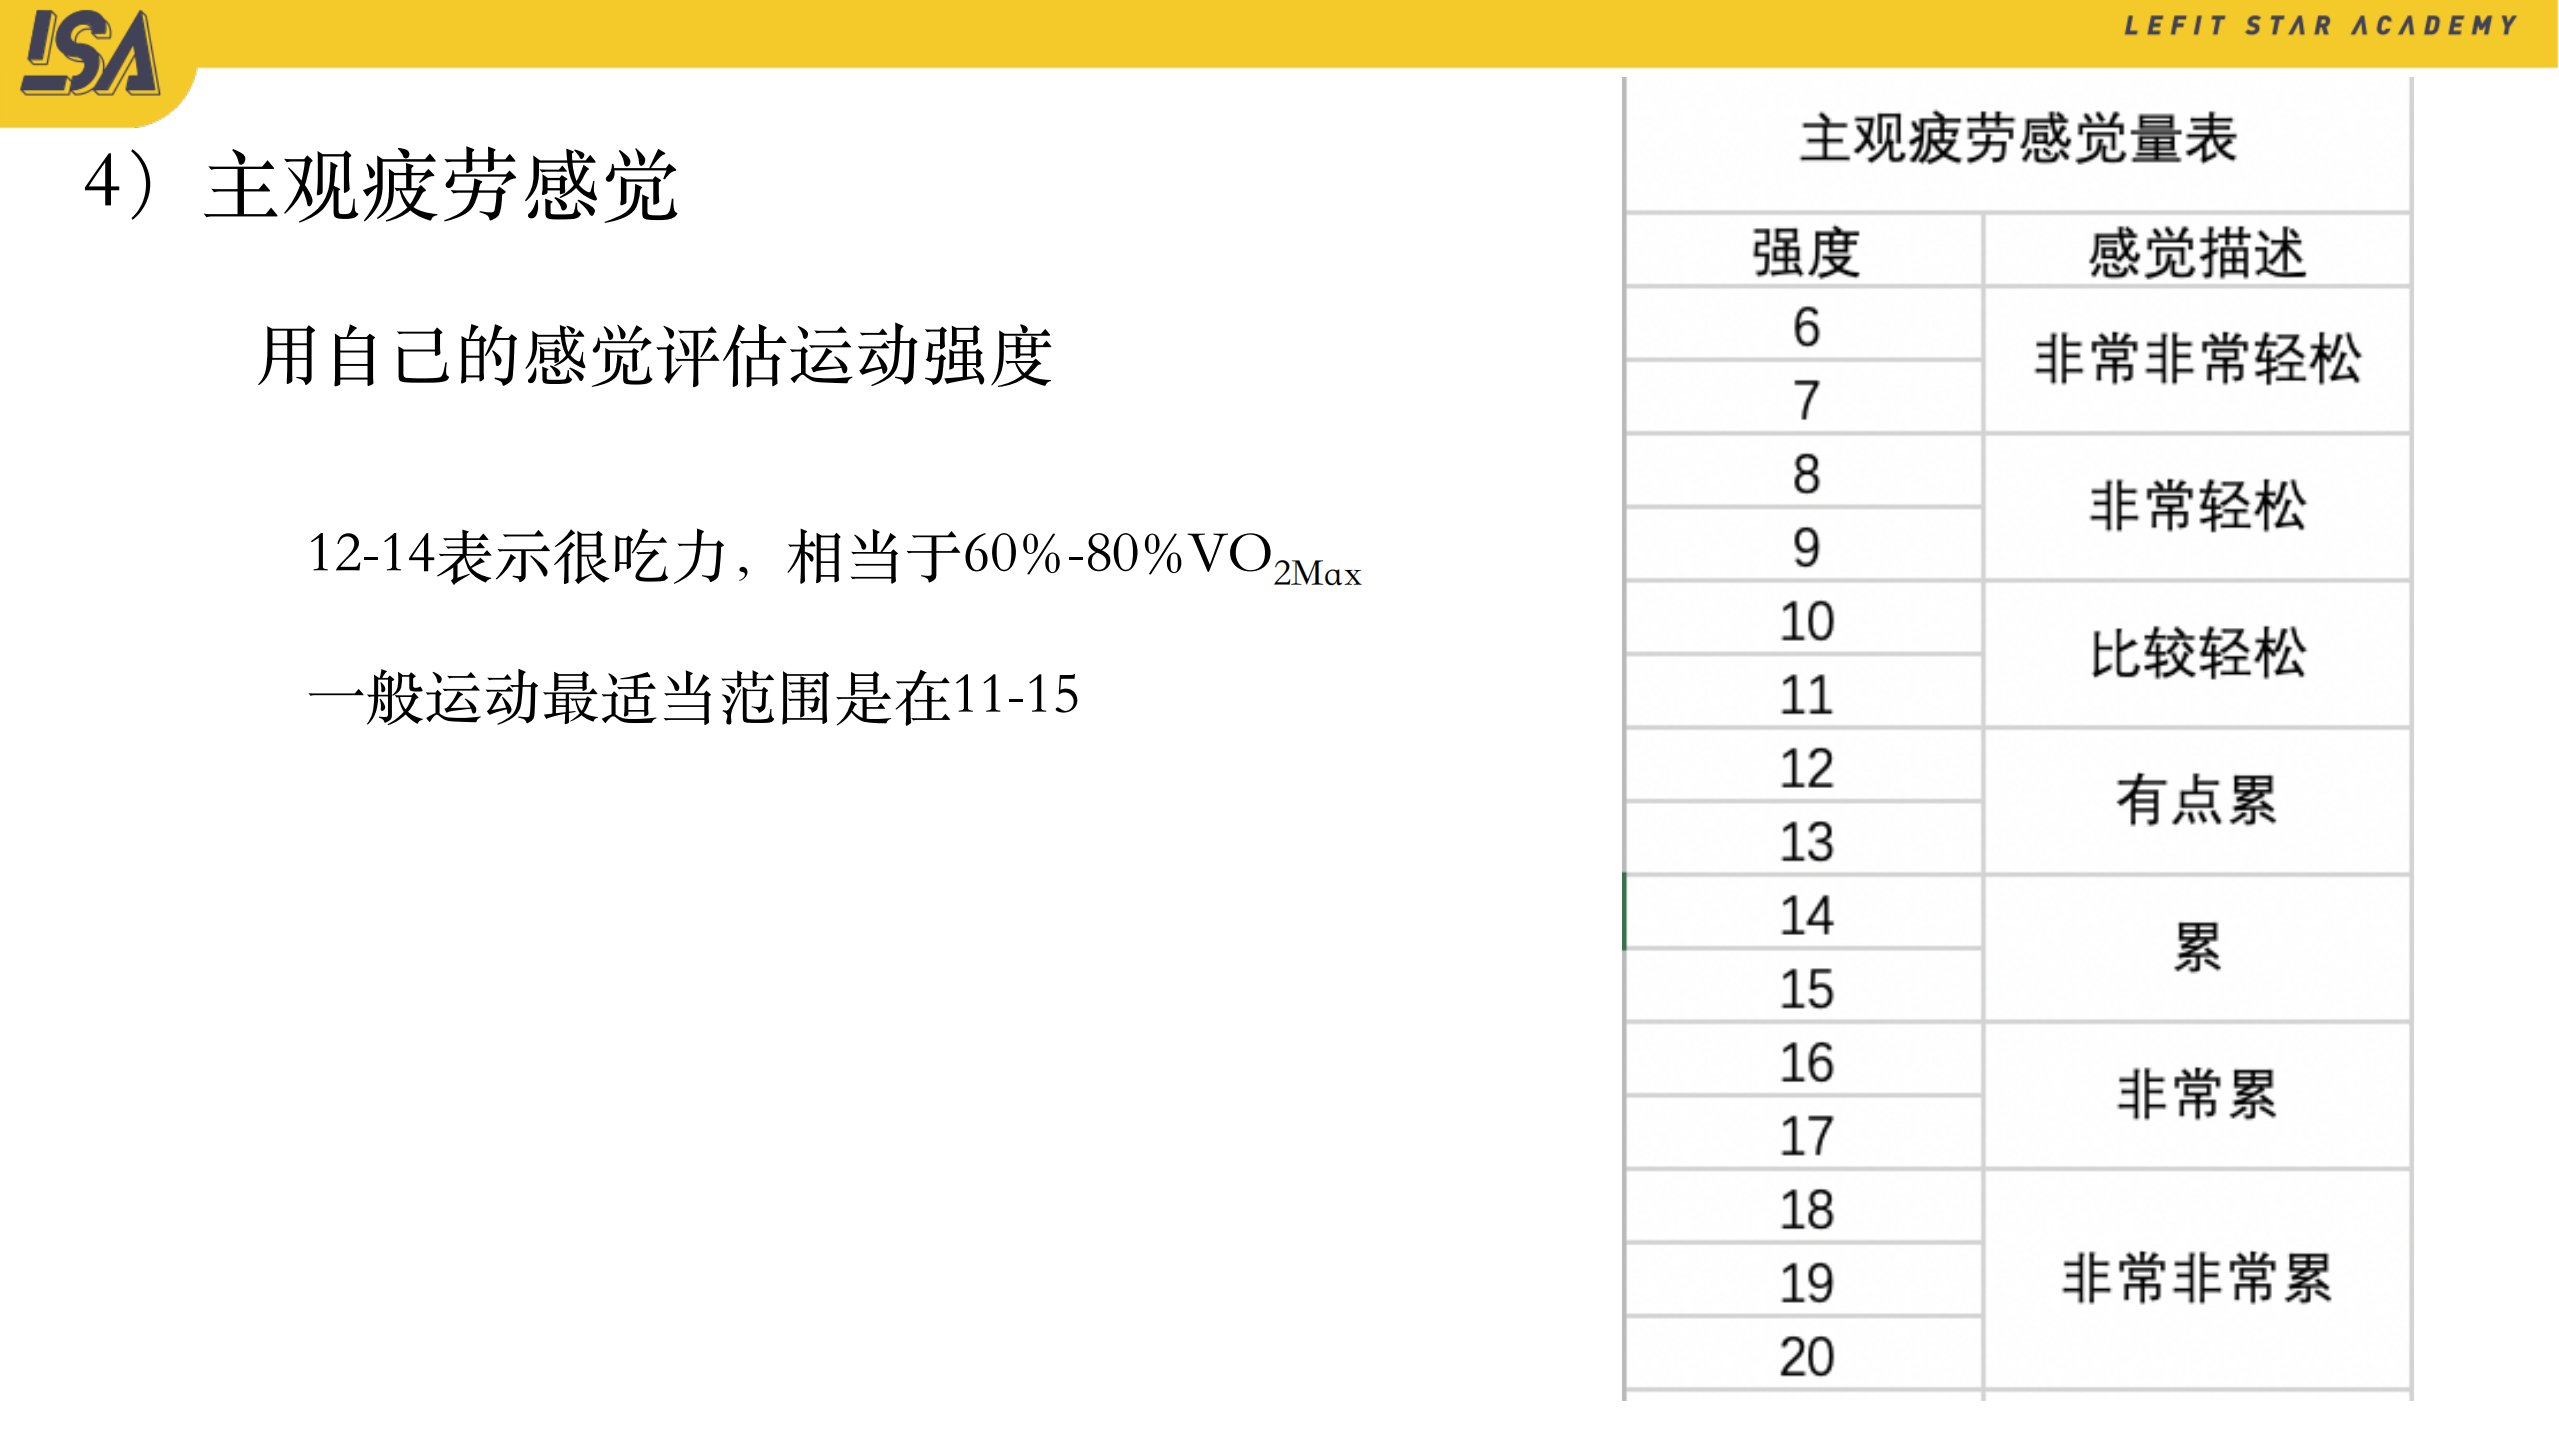 LSA
LEFIT STAR ACADEMY
4）主观疲劳感觉
用自己的感觉评估运动强度
12-14表示很吃力，相当于60%-80%VO2Max
一般运动最适当范围是在11-15
主观疲劳感觉量表
强度 感觉描述
6 非常非常轻松
7
8 非常轻松
9
10 比较轻松
11
12 有点累
13
14 累
15
16 非常累
17
18 非常非常累
19
20